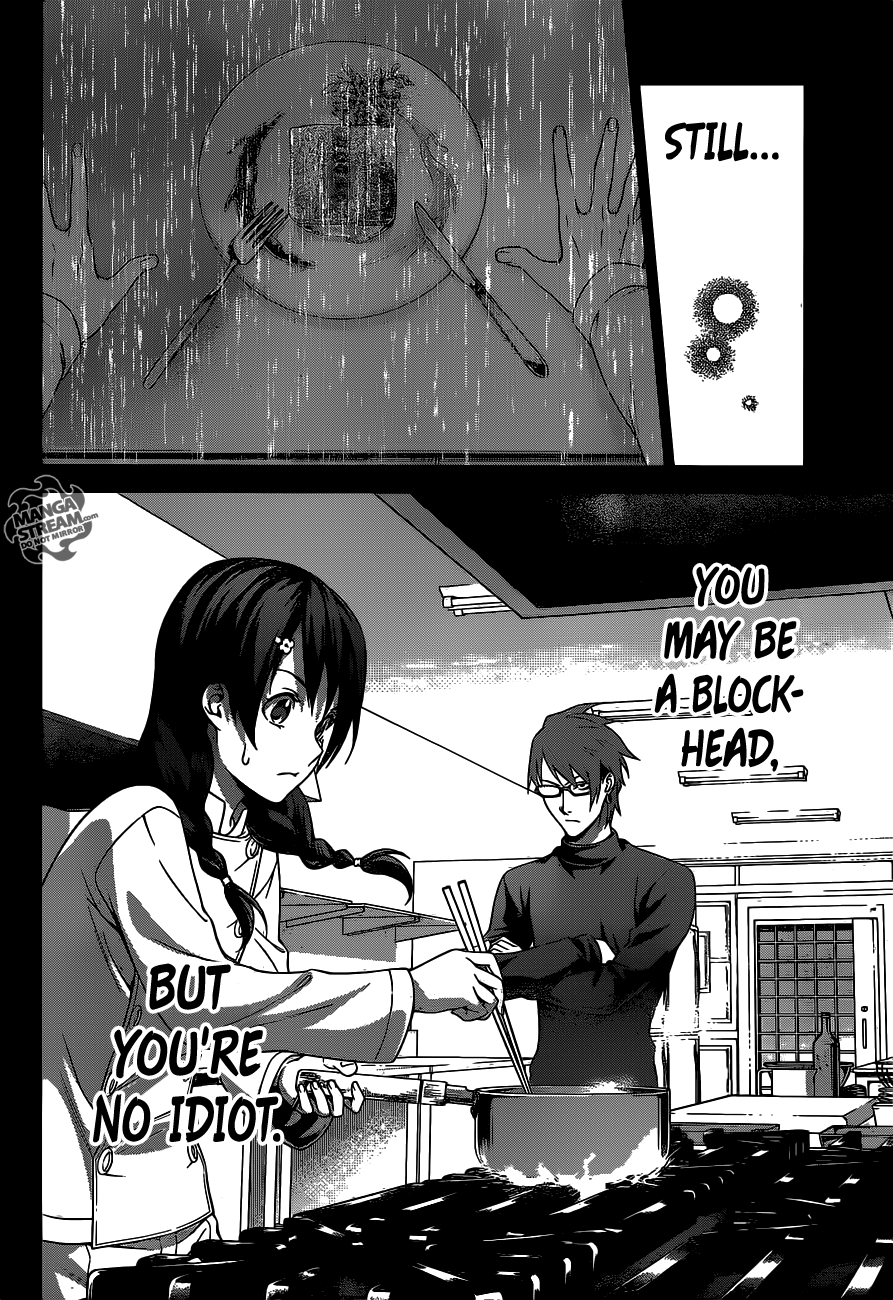 STILL...
MANGA
STREAM.com
DO NOT MIRROR
YOU
MAY BE
A BLOCK-
HEAD,
BUT
YOU'RE
NO IDIOT.